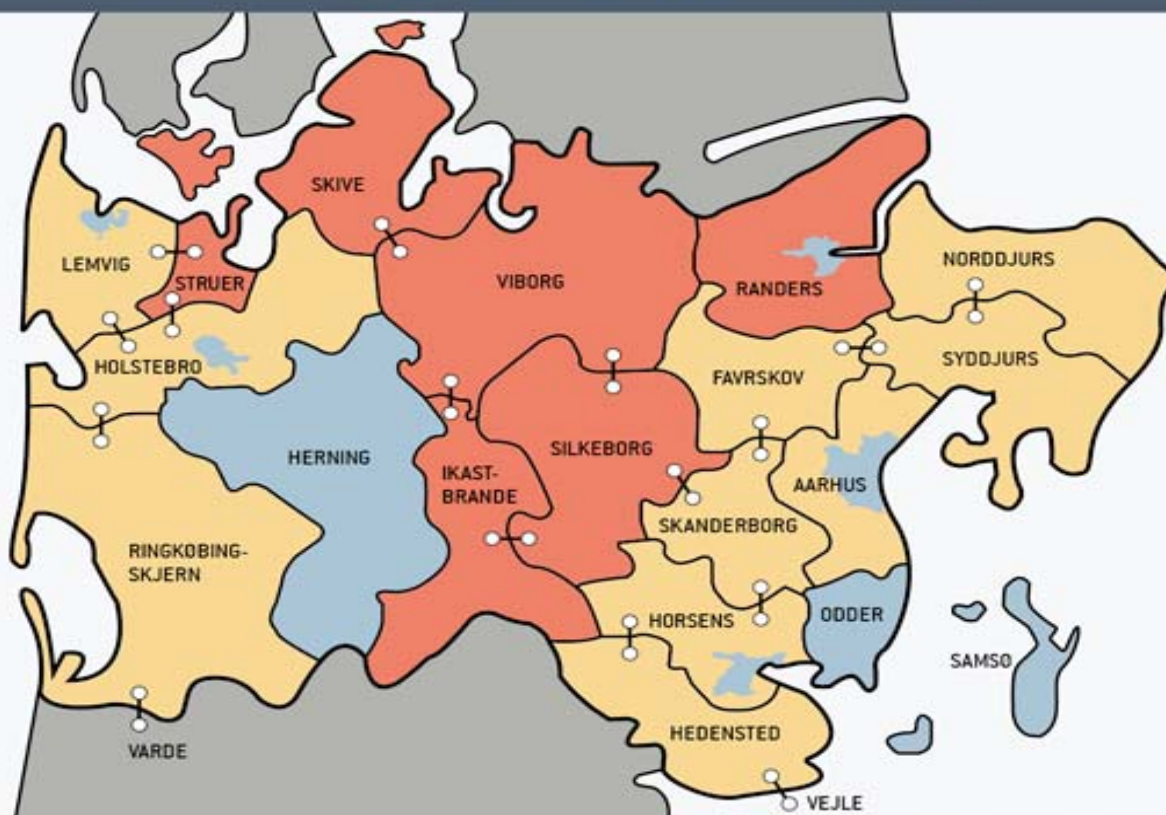 SKIVE
LEMVIG
STRUER
VIBORG
RANDERS
NORDDJURS
HOLSTEBRO
FAVRSKOV
SYDDJURS
HERNING
IKAST-
BRANDE
SILKEBORG
AARHUS
SKANDERBORG
RINGKØBING-
SKJERN
HORSENS
ODDER
SAMSØ
HEDENSTED
VARDE
VEJLE